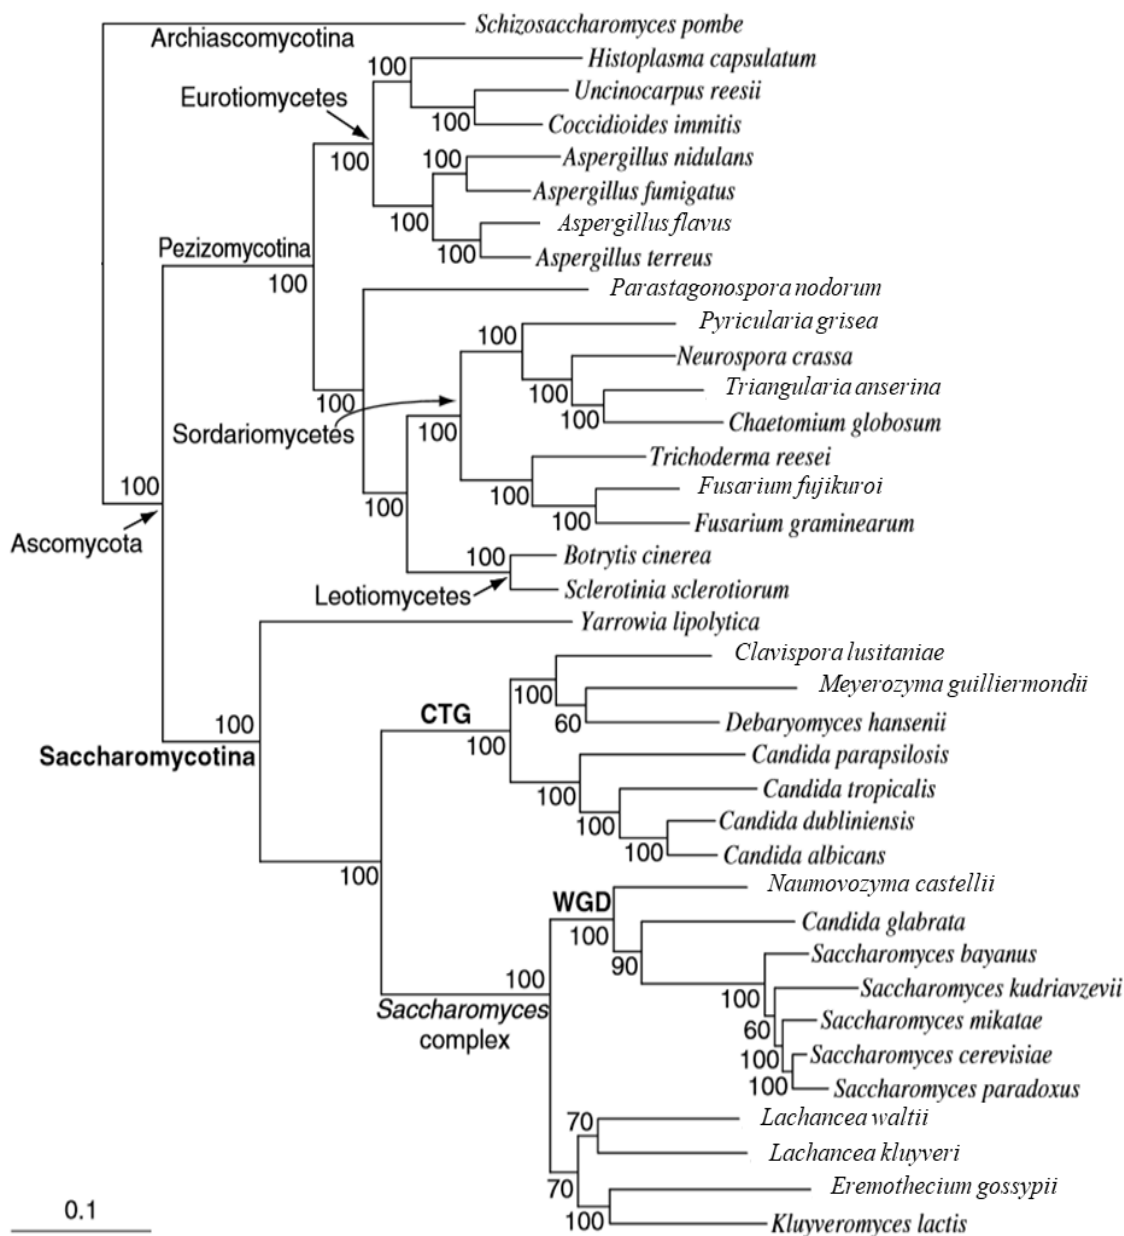 Schizosaccharomyces pombe
Archiascomycotina
100
Histoplasma capsulatum
Eurotiomycetes
Uncinocarpus reesii
100
Coccidioides immitis
100
100
Aspergillus nidulans
Aspergillus fumigatus
100
Aspergillus flavus
Pezizomycotina
100
Aspergillus terreus
100
Parastagonospora nodorum
Pyricularia grisea
100
Neurospora crassa
100
Triangularia anserina
100
Sordariomycetes
100
100
Chaetomium globosum
Trichoderma reesei
100
100
Fusarium fujikuroi
100
100
Fusarium graminearum
Ascomycota
100
Botrytis cinerea
Leotiomycetes
Sclerotinia sclerotiorum
Yarrowia lipolytica
Clavispora lusitaniae
100
Meyerozyma guilliermondii
CTG
60
Debaryomyces hansenii
100
100
Saccharomycotina
Candida parapsilosis
100
Candida tropicalis
100
Candida dubliniensis
100
Candida albicans
100
Naumovozyma castellii
WGD
100
Candida glabrata
90
Saccharomyces bayanus
100
100
Saccharomyces kudriavzevii
Saccharomyces
complex
60
Saccharomyces mikatae
100
Saccharomyces cerevisiae
100
Saccharomyces paradoxus
70
Lachancea waltii
Lachancea kluyveri
70
Eremothecium gossypii
100
Kluyveromyces lactis
0.1